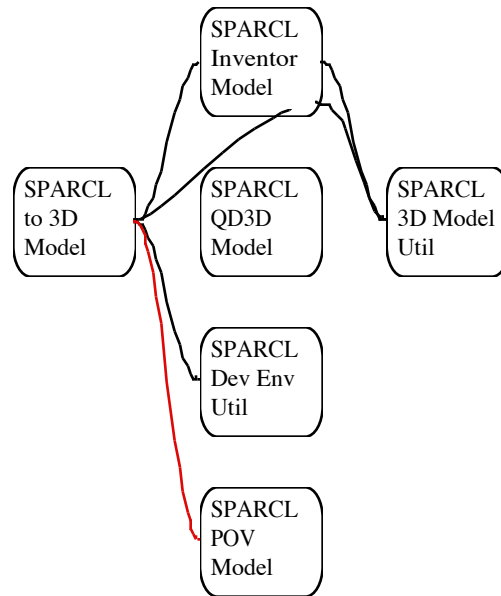 SPARCL
Inventor
Model
SPARCL
to 3D
Model
SPARCL
QD3D
Model
SPARCL
3D Model
Util
SPARCL
Dev Env
Util
SPARCL
POV
Model